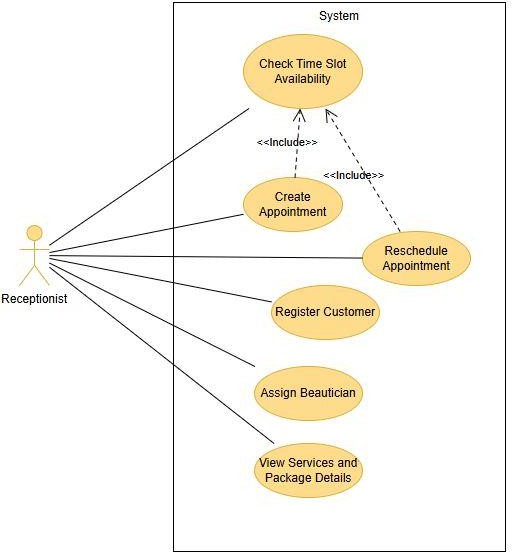 System
Check Time Slot
Availability
<<Include>>
<<Include>>
Create
Appointment
Reschedule
Appointment
Receptionist
Register Customer
Assign Beautician
View Services and
Package Details